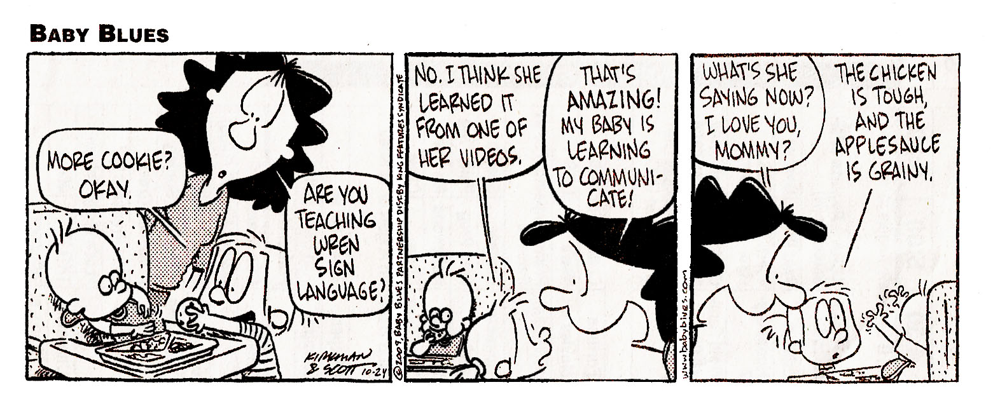 BABY BLUES
MORE COOKIE?
OKAY.
ARE YOU
TEACHING
WREN
SIGN
LANGUAGE?
KIRKMAN
& SCOTT 10-24
©2009, BABY BLUES PARTNERSHIP DIST. BY KING FEATURES SYNDICATE
NO. I THINK SHE
LEARNED IT
FROM ONE OF
HER VIDEOS.
THAT'S
AMAZING!
MY BABY IS
LEARNING
TO COMMUNI-
CATE!
www.babyblues.com
WHAT'S SHE
SAYING NOW?
I LOVE YOU,
MOMMY?
THE CHICKEN
IS TOUGH,
AND THE
APPLESAUCE
IS GRAINY.